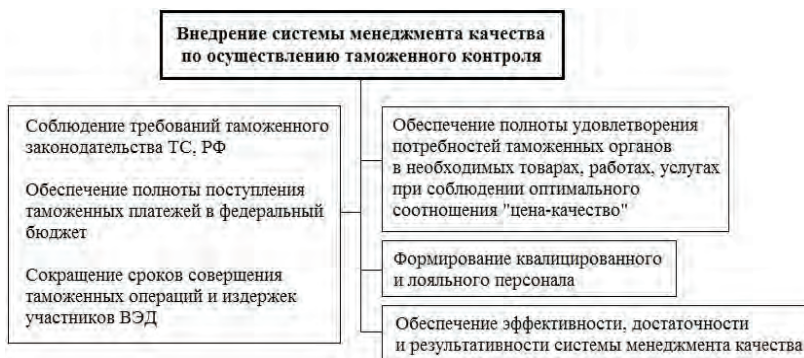 Внедрение системы менеджмента качества
по осуществлению таможенного контроля
Соблюдение требований таможенного
законодательства ТС, РФ
Обеспечение полноты поступления
таможенных платежей в федеральный
бюджет
Сокращение сроков совершения
таможенных операций и издержек
участников ВЭД
Обеспечение полноты удовлетворения
потребностей таможенных органов
в необходимых товарах, работах, услугах
при соблюдении оптимального
соотношения "цена-качество"
Формирование квалицированного
и лояльного персонала
Обеспечение эффективности, достаточности
и результативности системы менеджмента качества